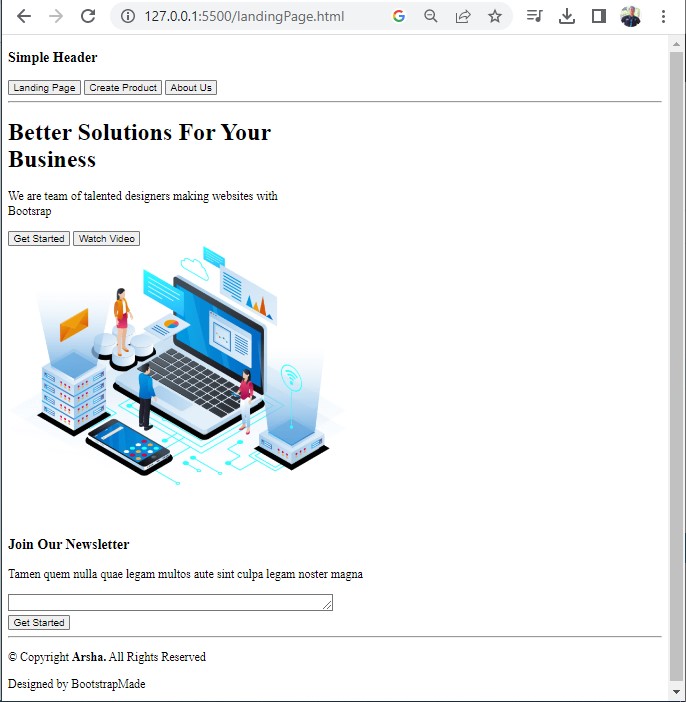 127.0.0.1:5500/landingPage.html
Simple Header
Landing Page Create Product About Us
Better Solutions For Your
Business
We are team of talented designers making websites with
Bootsrap
Get Started Watch Video
Join Our Newsletter
Tamen quem nulla quae legam multos aute sint culpa legam noster magna
Get Started
© Copyright Arsha. All Rights Reserved
Designed by BootstrapMade